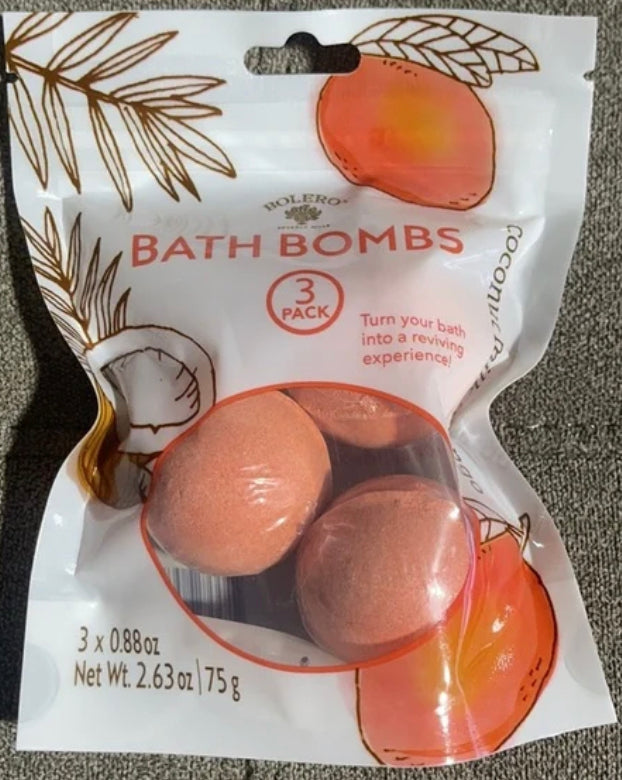 BOLERO®
BATH BOMBS
3
PACK
Turn your bath
into a reviving
experience!
coconut
3 x 0.88oz
Net Wt. 2.63oz|75g